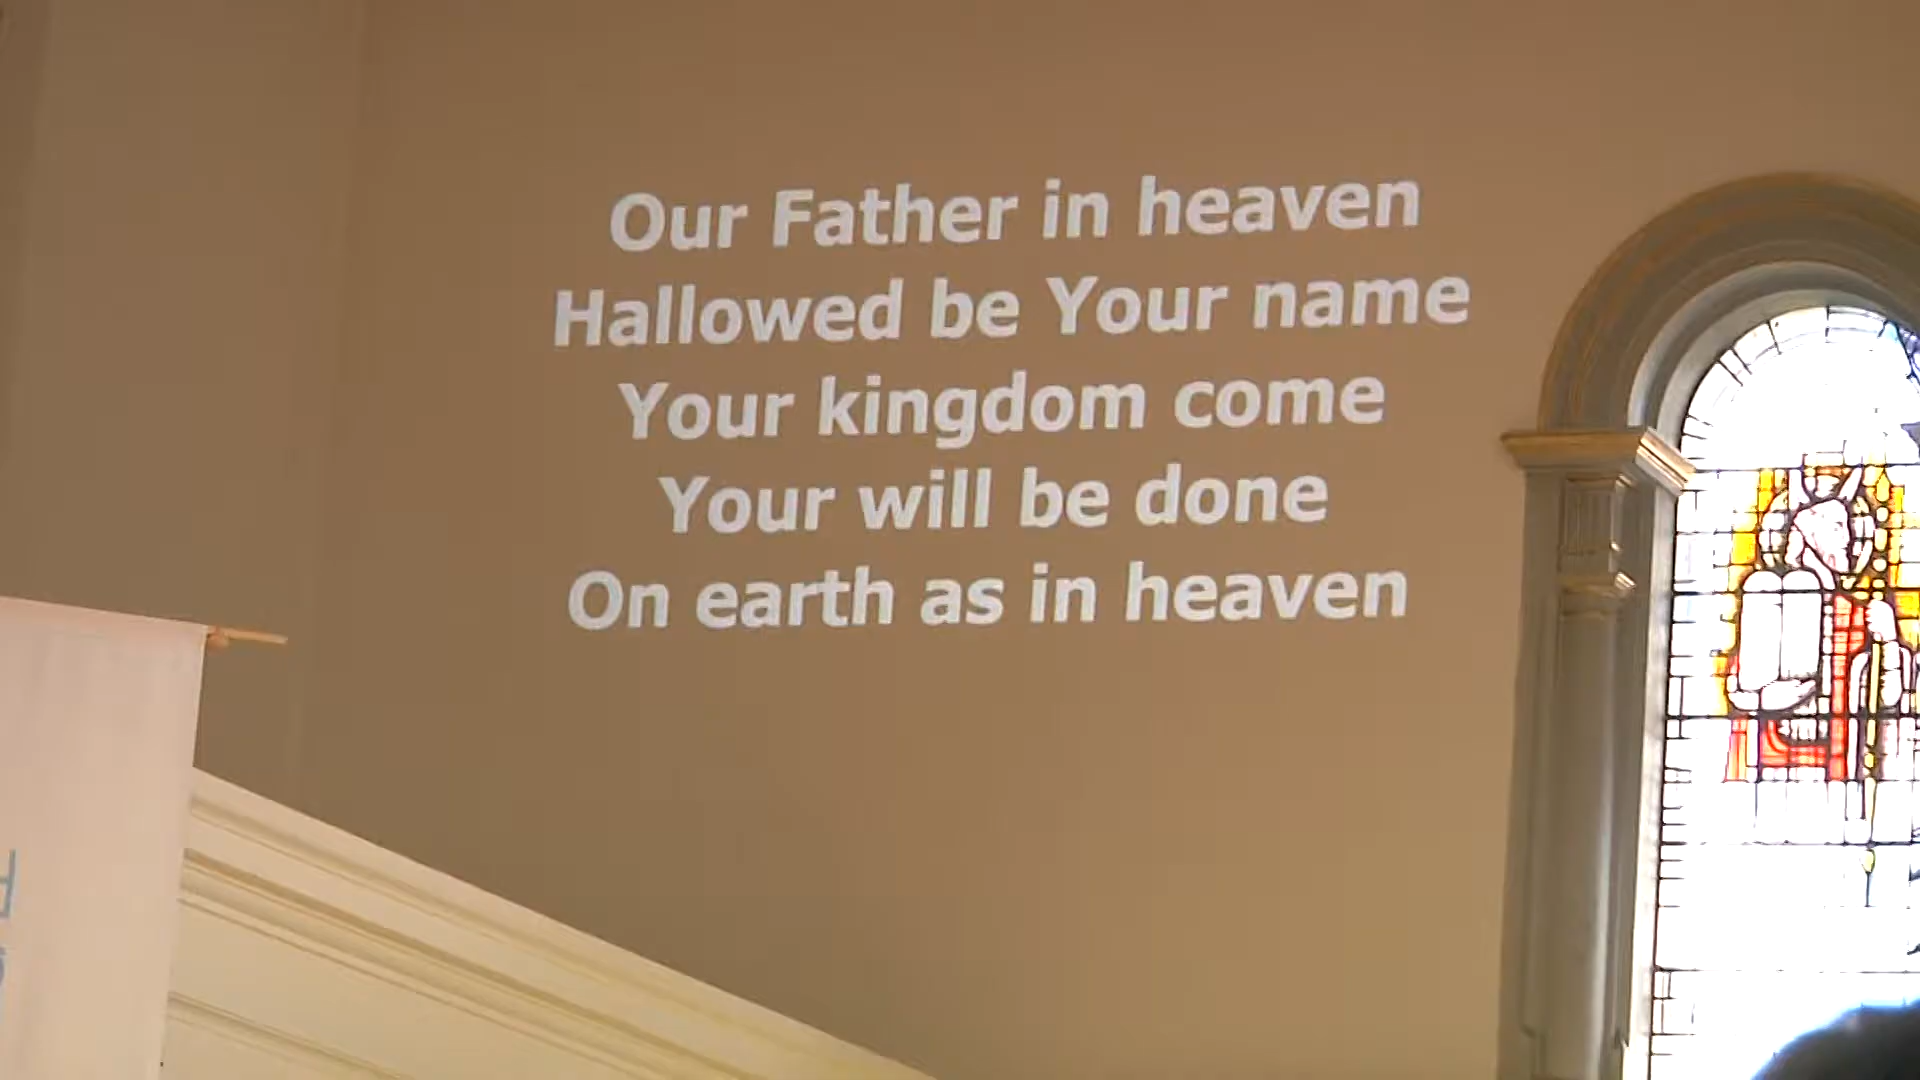 Our Father in heaven
Hallowed be Your name
Your kingdom come
Your will be done
On earth as in heaven